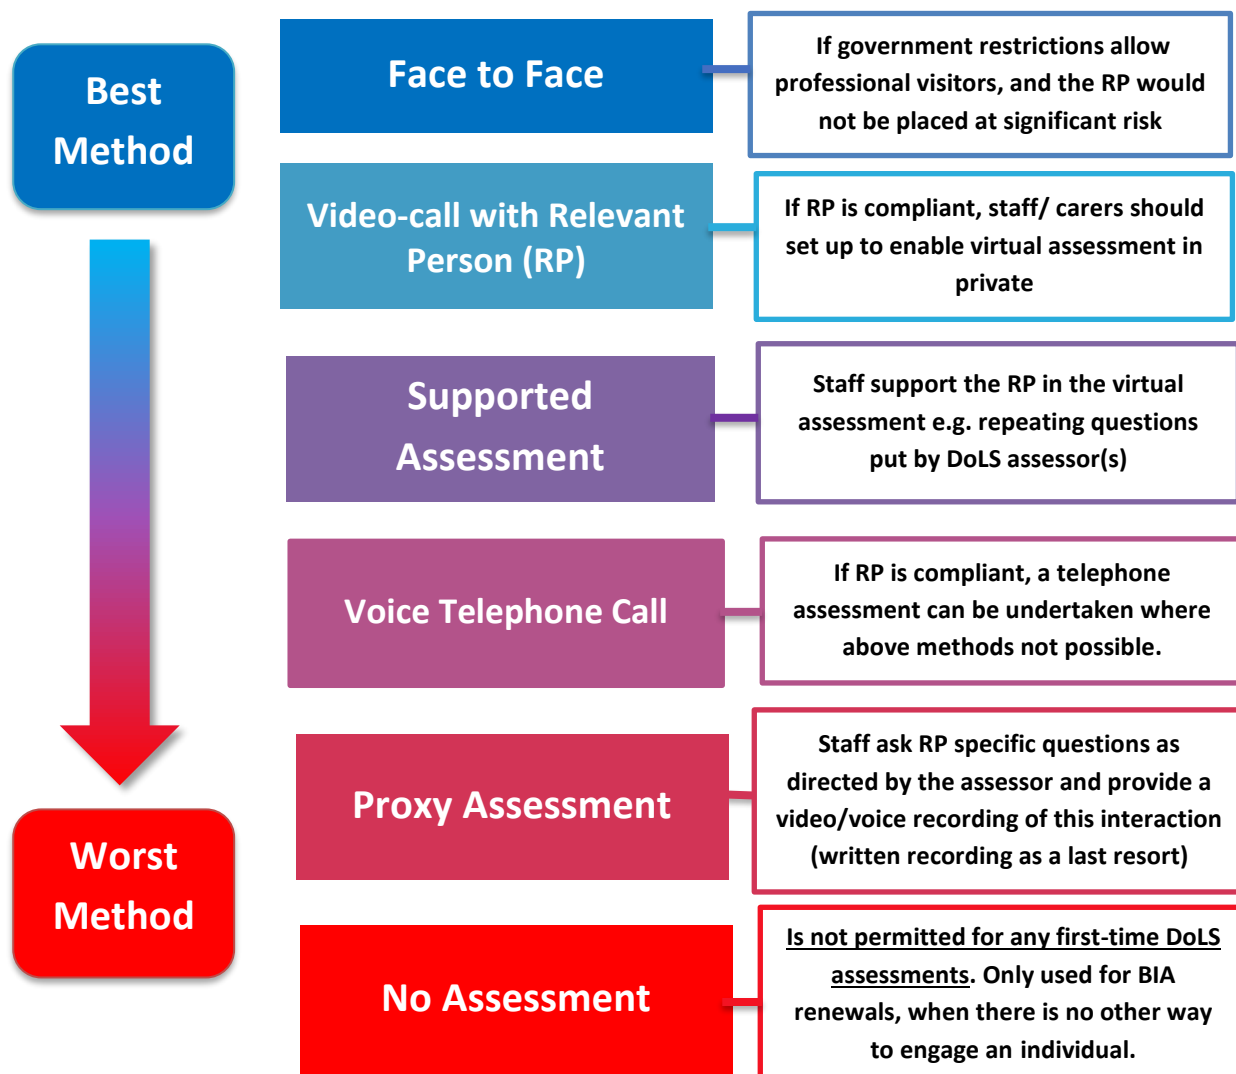 Best
Method
Face to Face
If government restrictions allow
professional visitors, and the RP would
not be placed at significant risk
Video-call with Relevant
Person (RP)
If RP is compliant, staff/ carers should
set up to enable virtual assessment in
private
Supported
Assessment
Staff support the RP in the virtual
assessment e.g. repeating questions
put by DoLS assessor(s)
Voice Telephone Call
If RP is compliant, a telephone
assessment can be undertaken where
above methods not possible.
Proxy Assessment
Staff ask RP specific questions as
directed by the assessor and provide a
video/voice recording of this interaction
(written recording as a last resort)
Worst
Method
No Assessment
Is not permitted for any first-time DoLS
assessments. Only used for BIA
renewals, when there is no other way
to engage an individual.